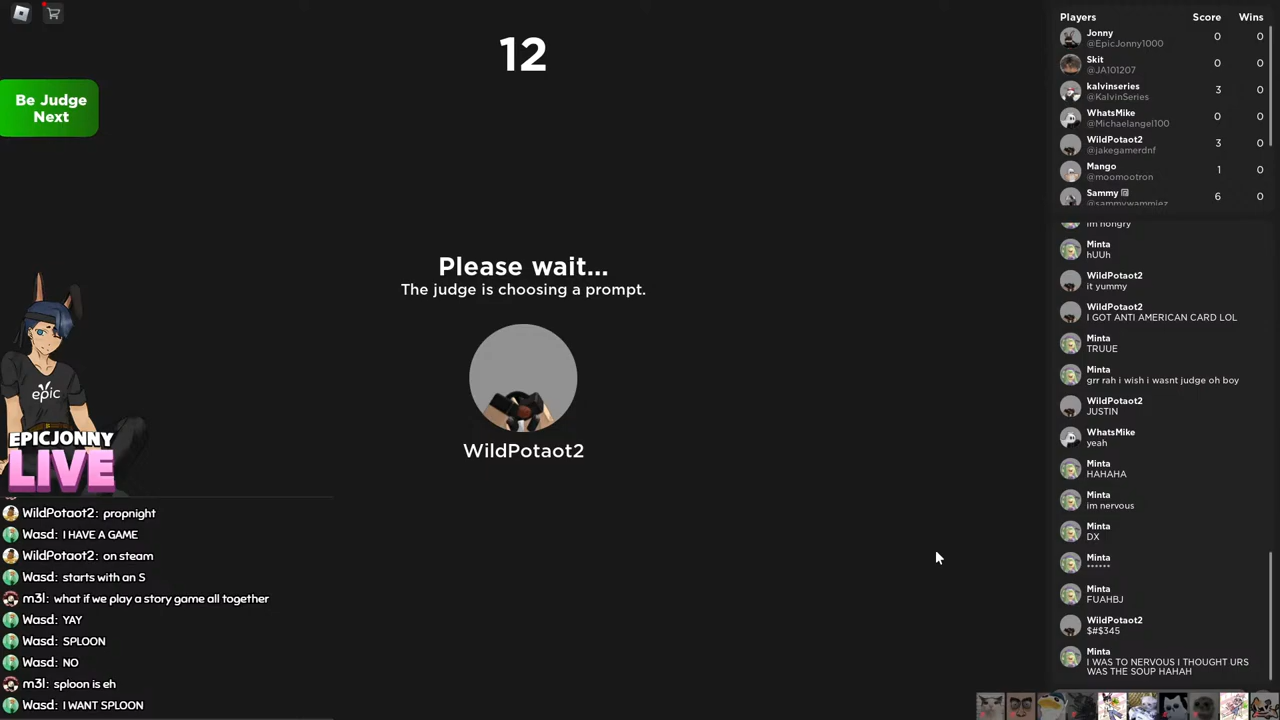 12
Be Judge
Next
Please wait...
The judge is choosing a prompt.
WildPotaot2
epic
EPICJONNY
LIVE
WildPotaot2: propnight
Wasd: I HAVE A GAME
WildPotaot2: on steam
Wasd: starts with an S
m3l: what if we play a story game all together
Wasd: YAY
Wasd: SPLOON
Wasd: NO
m3l: sploon is eh
Wasd: I WANT SPLOON
Players Score Wins
Jonny
@EpicJonny1000 0 0
Skit
@JA101207 0 0
kalvinseries
@KalvinSeries 3 0
WhatsMike
@Michaelangel100 0 0
WildPotaot2
@jakegamerdnf 3 0
Mango
@moomootron 1 0
Sammy
@sammywammiez 6 0
im hongry
Minta
hUUh
WildPotaot2
it yummy
WildPotaot2
I GOT ANTI AMERICAN CARD LOL
Minta
TRUUE
Minta
grr rah i wish i wasnt judge oh boy
WildPotaot2
JUSTIN
WhatsMike
yeah
Minta
HAHAHA
Minta
im nervous
Minta
DX
Minta
******
Minta
FUAHBJ
WildPotaot2
$#$345
Minta
I WAS TO NERVOUS I THOUGHT URS
WAS THE SOUP HAHAH